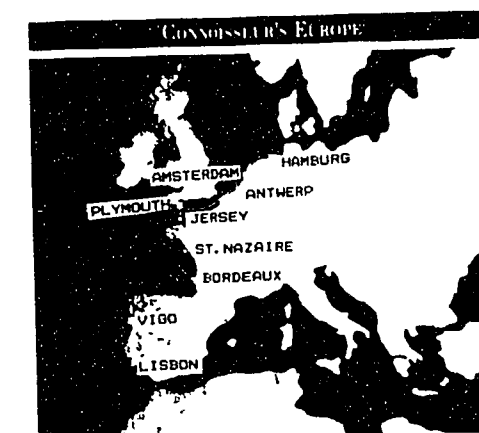 CONNOISSEUR'S EUROPE
HAMBURG
AMSTERDAM
ANTWERP
PLYMOUTH
JERSEY
ST.NAZAIRE
BORDEAUX
VIGO
LISBON